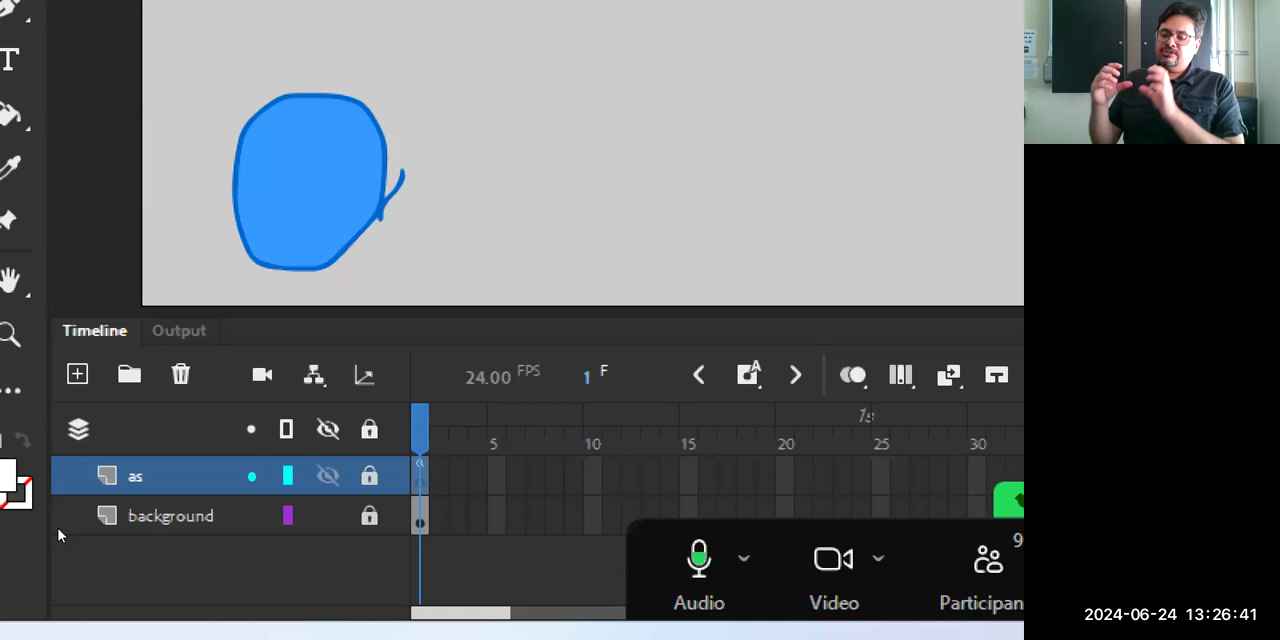 T
Timeline
Output
24.00 FPS
1 F
1s
5
10
15
20
25
30
as
background
9
Audio
Video
Participan
2024-06-24 13:26:41